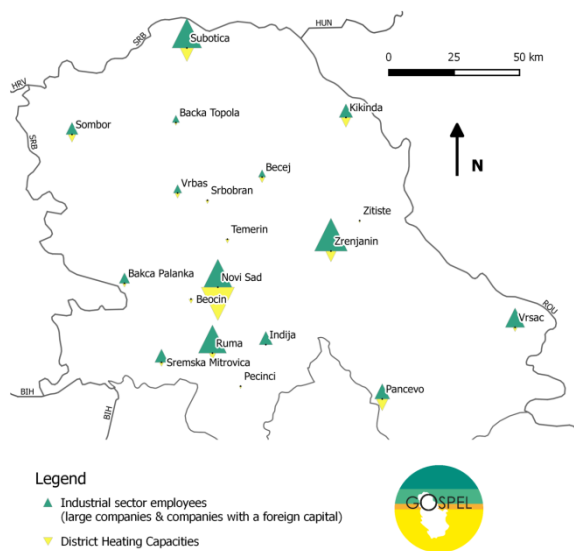 HUN
SRB
Subotica
0 25 50 km
HRV
Backa Topola
Kikinda
Sombor
SRB
N
Becej
Vrbas
Srbobran
Zitiste
Temerin
Zrenjanin
Bakca Palanka
Novi Sad
Beocin
ROU
Vrsac
Ruma
Indija
Sremska Mitrovica
Pecinci
Pancevo
BIH
BIH
Legend
Industrial sector employees
(large companies & companies with a foreign capital)
District Heating Capacities
GOSPEL